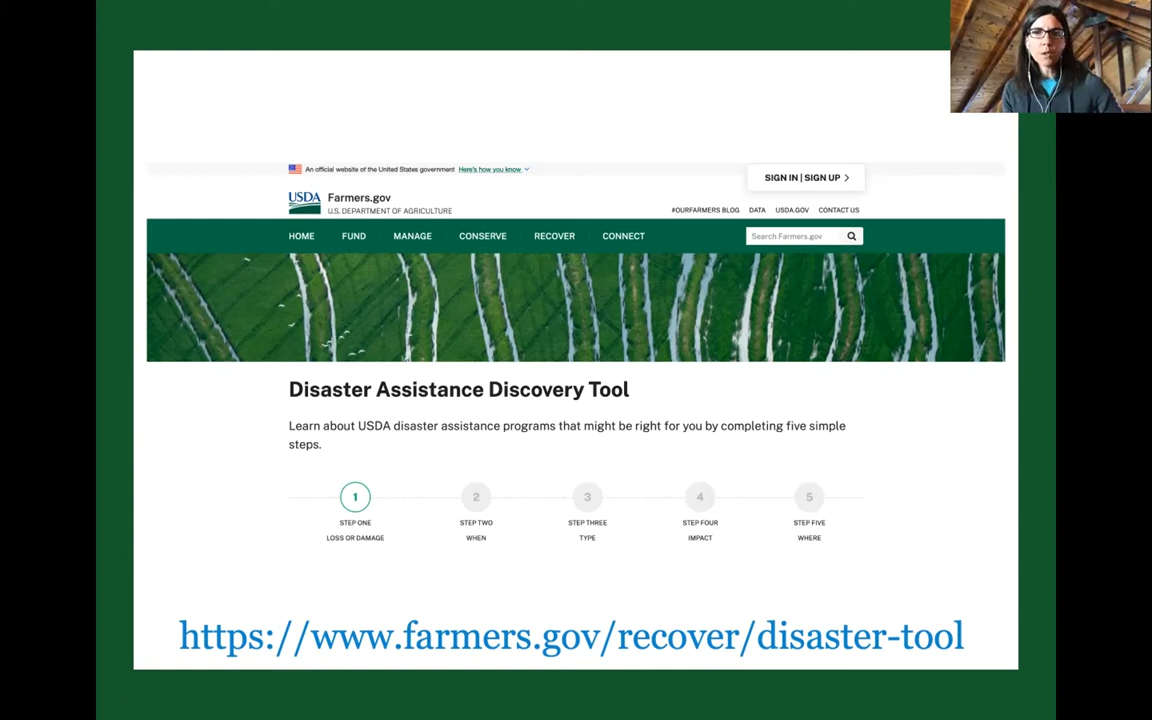 An official website of the United States government Here's how you know
SIGN IN | SIGN UP
USDA
Farmers.gov
U.S. DEPARTMENT OF AGRICULTURE
#OURFARMERS BLOG DATA USDA.GOV CONTACT US
HOME FUND MANAGE CONSERVE RECOVER CONNECT
Search Farmers.gov
Disaster Assistance Discovery Tool
Learn about USDA disaster assistance programs that might be right for you by completing five simple
steps.
1 2 3 4 5
STEP ONE STEP TWO STEP THREE STEP FOUR STEP FIVE
LOSS OR DAMAGE WHEN TYPE IMPACT WHERE
https://www.farmers.gov/recover/disaster-tool